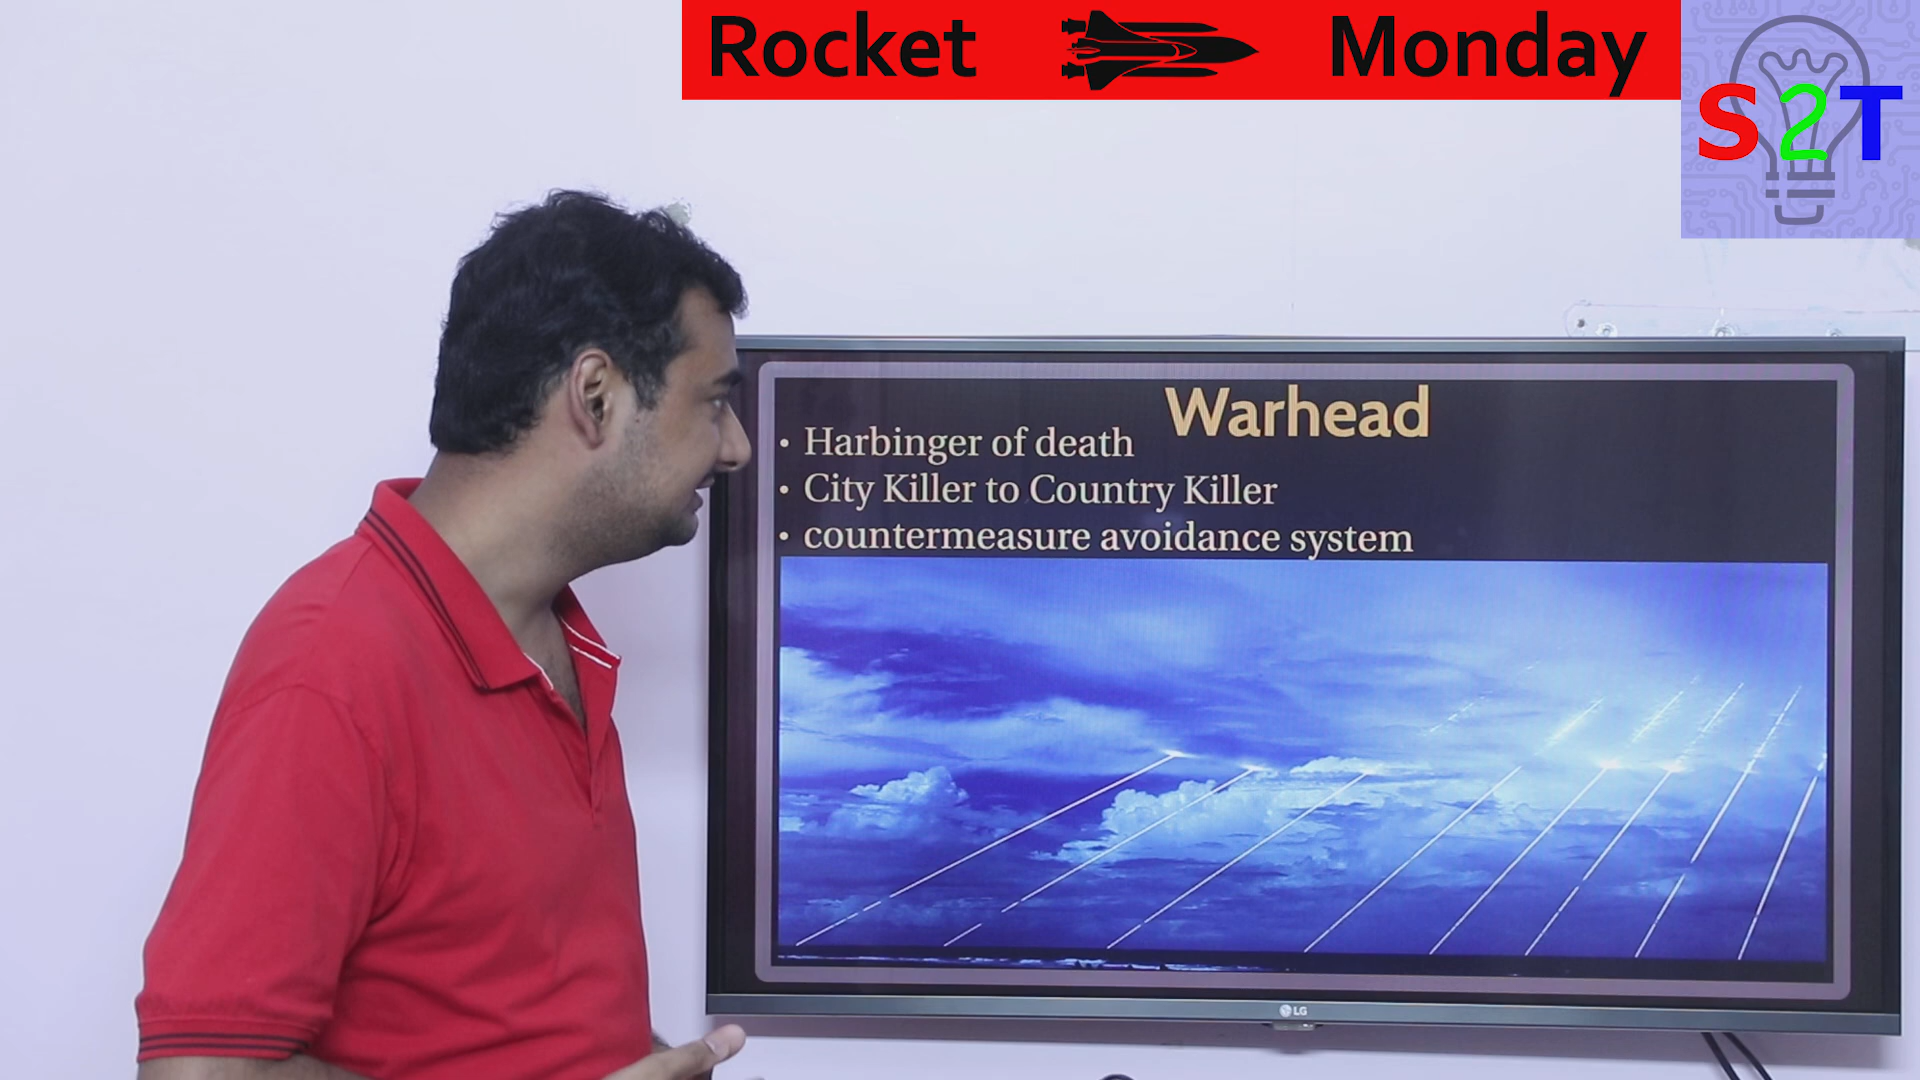 Rocket Monday
S2T
Warhead
• Harbinger of death
• City Killer to Country Killer
• countermeasure avoidance system
LG